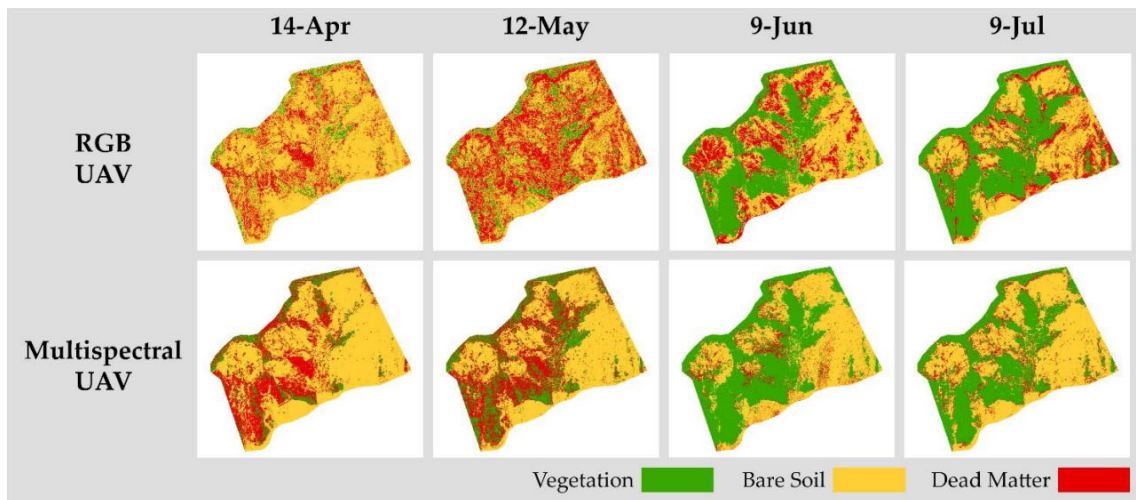 14-Apr 12-May 9-Jun 9-Jul
RGB
UAV
Multispectral
UAV
Vegetation Bare Soil Dead Matter